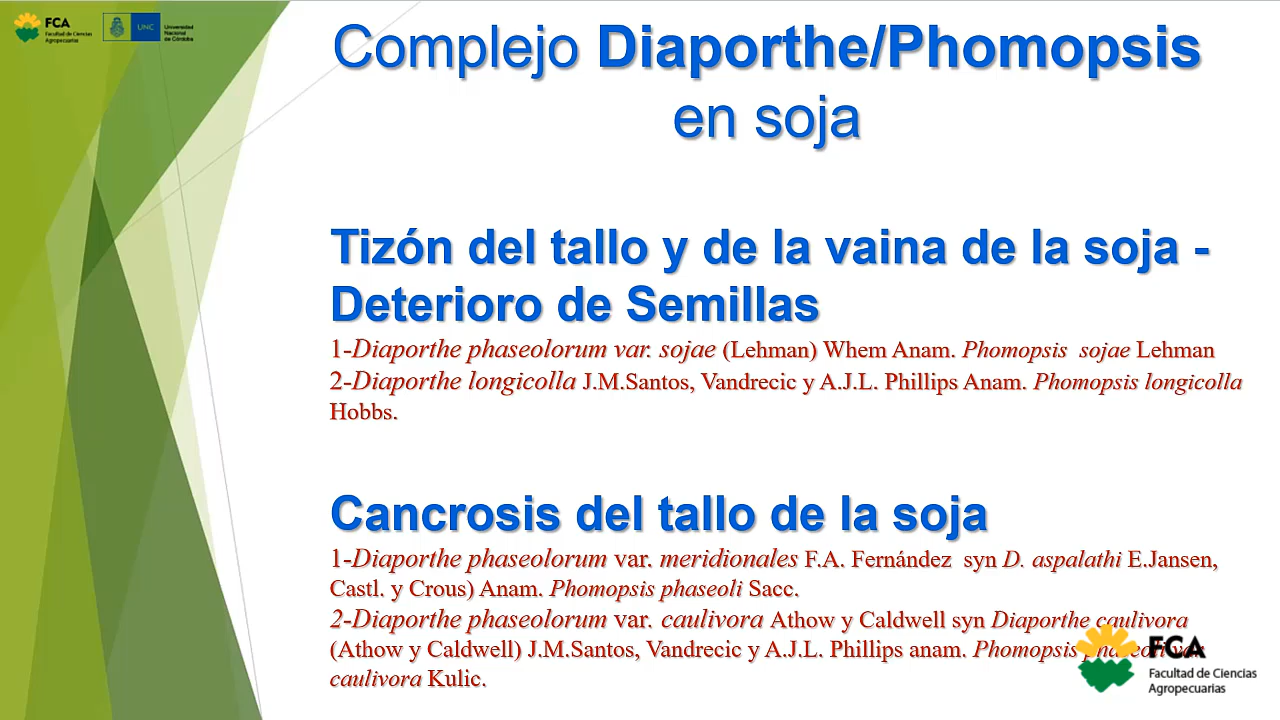 FCA
Facultad de Ciencias
Agropecuarias
UNC
Universidad
Nacional
de Córdoba
Complejo Diaporthe/Phomopsis
en soja
Tizón del tallo y de la vaina de la soja -
Deterioro de Semillas
1-Diaporthe phaseolorum var. sojae (Lehman) Whem Anam. Phomopsis sojae Lehman
2-Diaporthe longicolla J.M.Santos, Vandrecic y A.J.L. Phillips Anam. Phomopsis longicolla
Hobbs.
Cancrosis del tallo de la soja
1-Diaporthe phaseolorum var. meridionales F.A. Fernández syn D. aspalathi E.Jansen,
Castl. y Crous) Anam. Phomopsis phaseoli Sacc.
2-Diaporthe phaseolorum var. caulivora Athow y Caldwell syn Diaporthe caulivora
(Athow y Caldwell) J.M.Santos, Vandrecic y A.J.L. Phillips anam. Phomopsis phaseoli var.
caulivora Kulic.
FCA
Facultad de Ciencias
Agropecuarias